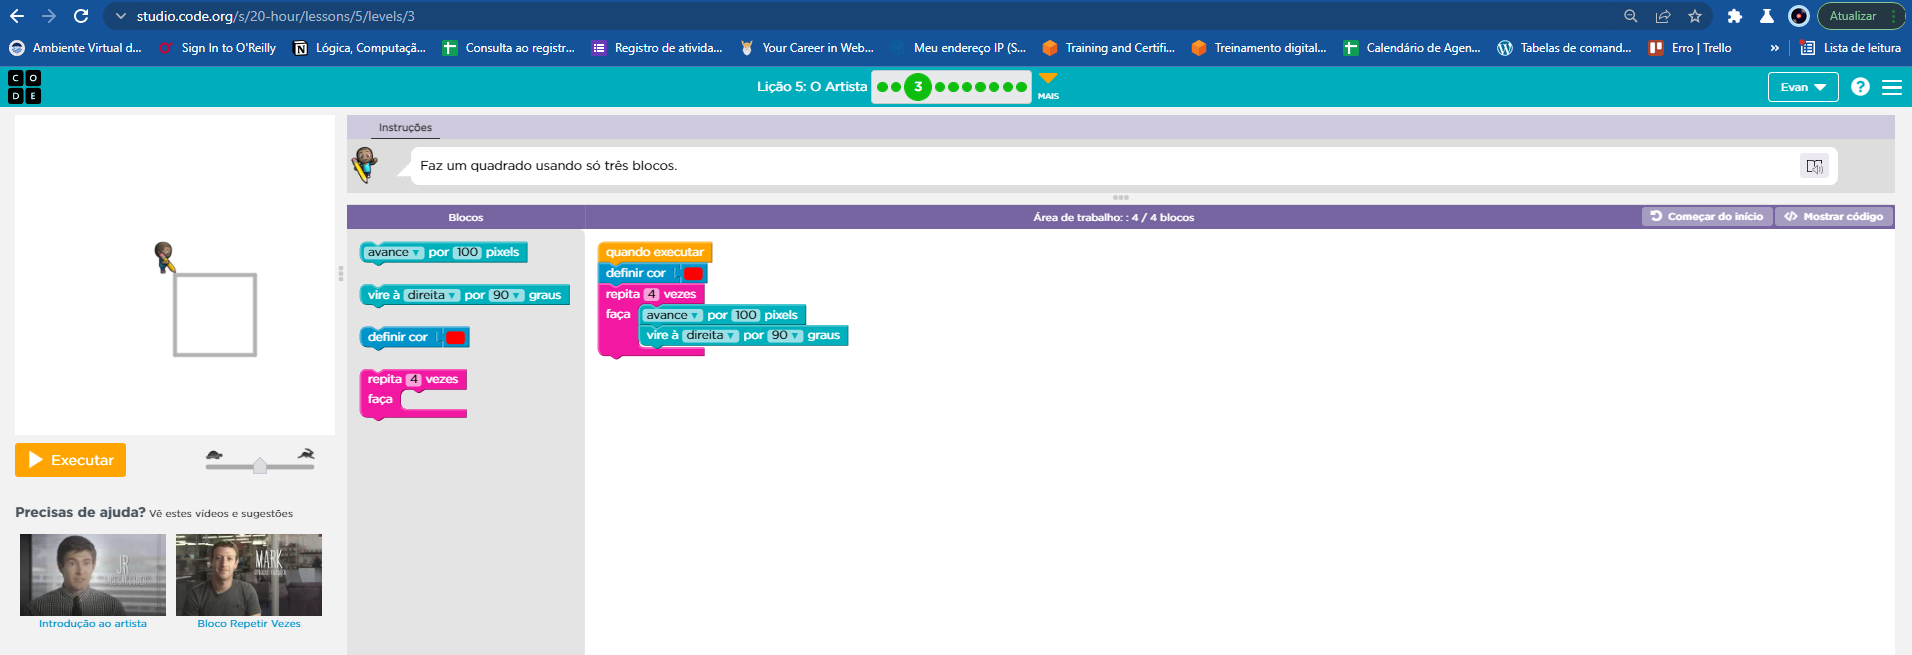 studio.code.org/s/20-hour/lessons/5/levels/3
Atualizar
Ambiente Virtual d...
Sign In to O'Reilly
Lógica, Computaçã...
Consulta ao registr...
Registro de ativida...
Your Career in Web...
Meu endereço IP (S...
Training and Certifi...
Treinamento digital...
Calendário de Agen...
Tabelas de comand...
Erro | Trello
»
Lista de leitura
C O
D E
Lição 5: O Artista
3
MAIS
Evan
?
Instruções
Faz um quadrado usando só três blocos.
Blocos
Área de trabalho: : 4 / 4 blocos
Começar do início
</> Mostrar código
avance por 100 pixels
vire à direita por 90 graus
definir cor
repita 4 vezes
faça
quando executar
definir cor
repita 4 vezes
faça avance por 100 pixels
vire à direita por 90 graus
Executar
Precisas de ajuda? Vê estes vídeos e sugestões
JR
MARK
Introdução ao artista
Bloco Repetir Vezes